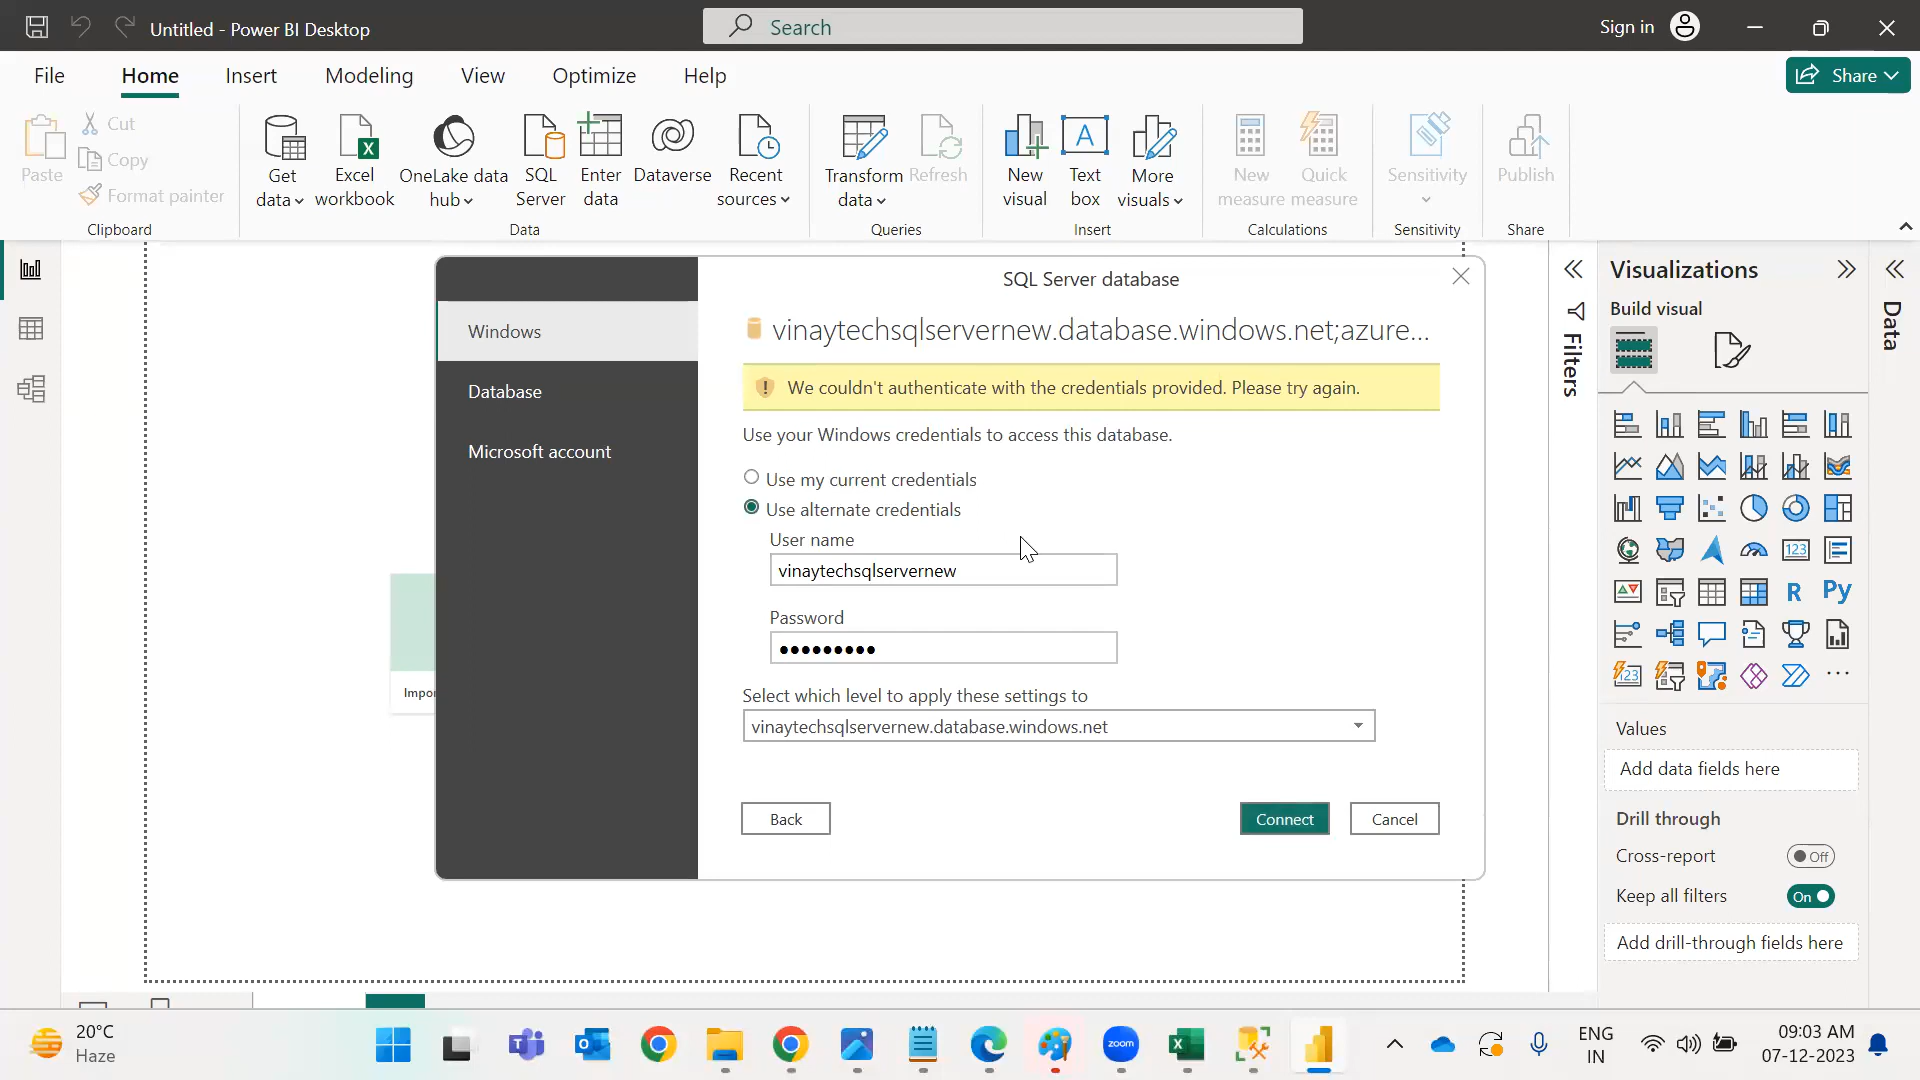 Untitled - Power BI Desktop
Search
Sign in
File
Home
Insert
Modeling
View
Optimize
Help
Share
Paste
Cut
Copy
Format painter
Clipboard
Get data
Excel workbook
OneLake data hub
SQL Server
Enter data
Dataverse
Recent sources
Data
Transform data
Refresh
Queries
New visual
Text box
More visuals
Insert
New measure
Quick measure
Calculations
Sensitivity
Sensitivity
Publish
Share
SQL Server database
Windows
Database
Microsoft account
vinaytechsqlservernew.database.windows.net;azure...
We couldn't authenticate with the credentials provided. Please try again.
Use your Windows credentials to access this database.
Use my current credentials
Use alternate credentials
User name
vinaytechsqlservernew
Password
Select which level to apply these settings to
vinaytechsqlservernew.database.windows.net
Back
Connect
Cancel
Impor
Filters
Visualizations
Build visual
Data
123
R
Py
123
Values
Add data fields here
Drill through
Cross-report
Off
Keep all filters
On
Add drill-through fields here
20°C
Haze
zoom
ENG
IN
09:03 AM
07-12-2023